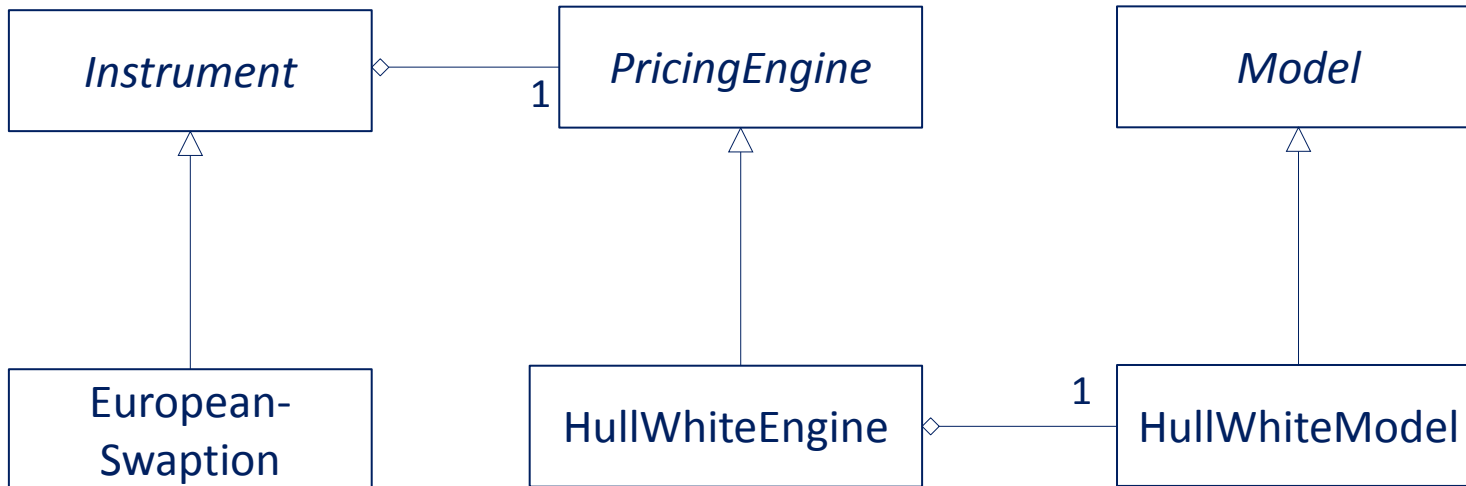 Instrument
1
PricingEngine
Model
European-
Swaption
HullWhiteEngine
1
HullWhiteModel